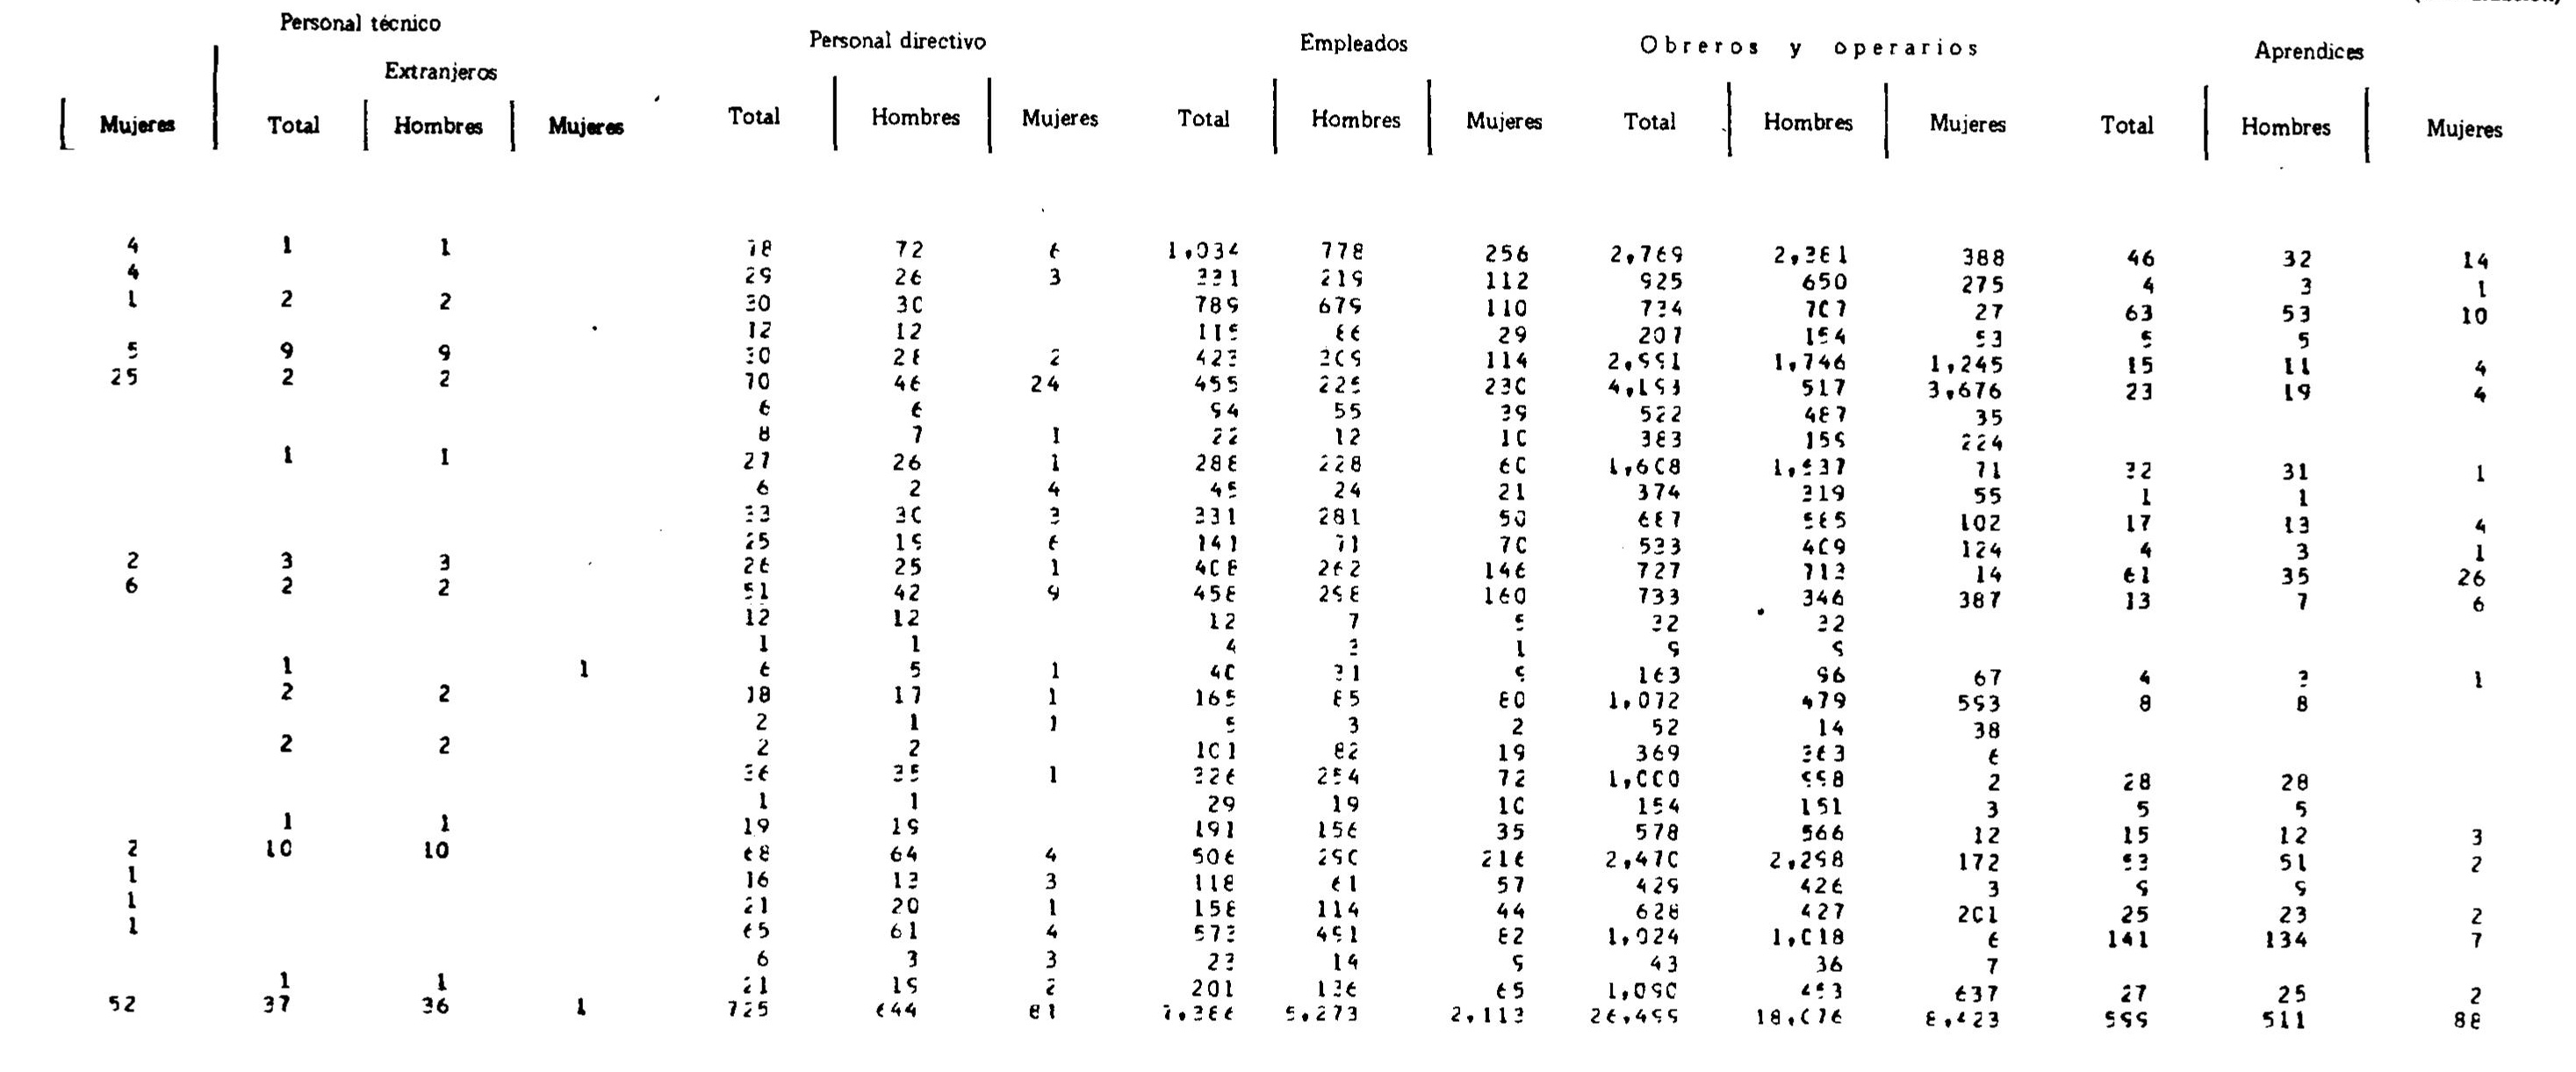 Personal técnico Personal directivo Empleados Obreros y operarios Aprendices
Extranjeros
Mujeres Total Hombres Mujeres Total Hombres Mujeres Total Hombres Mujeres Total Hombres Mujeres Total Hombres Mujeres
4 1 1 78 72 6 1,034 778 256 2,769 2,381 388 46 32 14
4 29 26 3 331 219 112 925 650 275 4 3 1
1 2 2 30 30 789 679 110 734 707 27 63 53 10
12 12 115 86 29 207 154 53 5 5
5 9 9 30 28 2 423 309 114 2,991 1,746 1,245 15 11 4
25 2 2 70 46 24 455 225 230 4,193 517 3,676 23 19 4
6 6 94 55 39 522 487 35
8 7 1 22 12 10 383 159 224
1 1 27 26 1 288 228 60 1,608 1,537 71 32 31 1
6 2 4 45 24 21 374 319 55 1 1
33 30 3 331 281 50 687 585 102 17 13 4
25 19 6 141 71 70 533 409 124 4 3 1
2 3 3 26 25 1 408 262 146 727 713 14 61 35 26
6 2 2 51 42 9 458 298 160 733 346 387 13 7 6
12 12 12 7 5 32 32
1 1 4 3 1 9 9
1 1 6 5 1 40 31 9 163 96 67 4 3 1
2 2 18 17 1 165 85 80 1,072 479 593 8 8
2 1 1 5 3 2 52 14 38
2 2 2 2 101 82 19 369 363 6
36 35 1 326 254 72 1,000 998 2 28 28
1 1 29 19 10 154 151 3 5 5
1 1 19 19 191 156 35 578 566 12 15 12 3
2 10 10 68 64 4 506 290 216 2,470 2,298 172 53 51 2
1 16 13 3 118 61 57 429 426 3 9 9
1 21 20 1 158 114 44 628 427 201 25 23 2
1 65 61 4 573 491 82 1,024 1,018 6 141 134 7
6 3 3 23 14 9 43 36 7
1 1 21 19 2 201 136 65 1,090 453 637 27 25 2
52 37 36 1 725 644 81 7,386 5,273 2,113 26,499 18,076 8,423 599 511 88